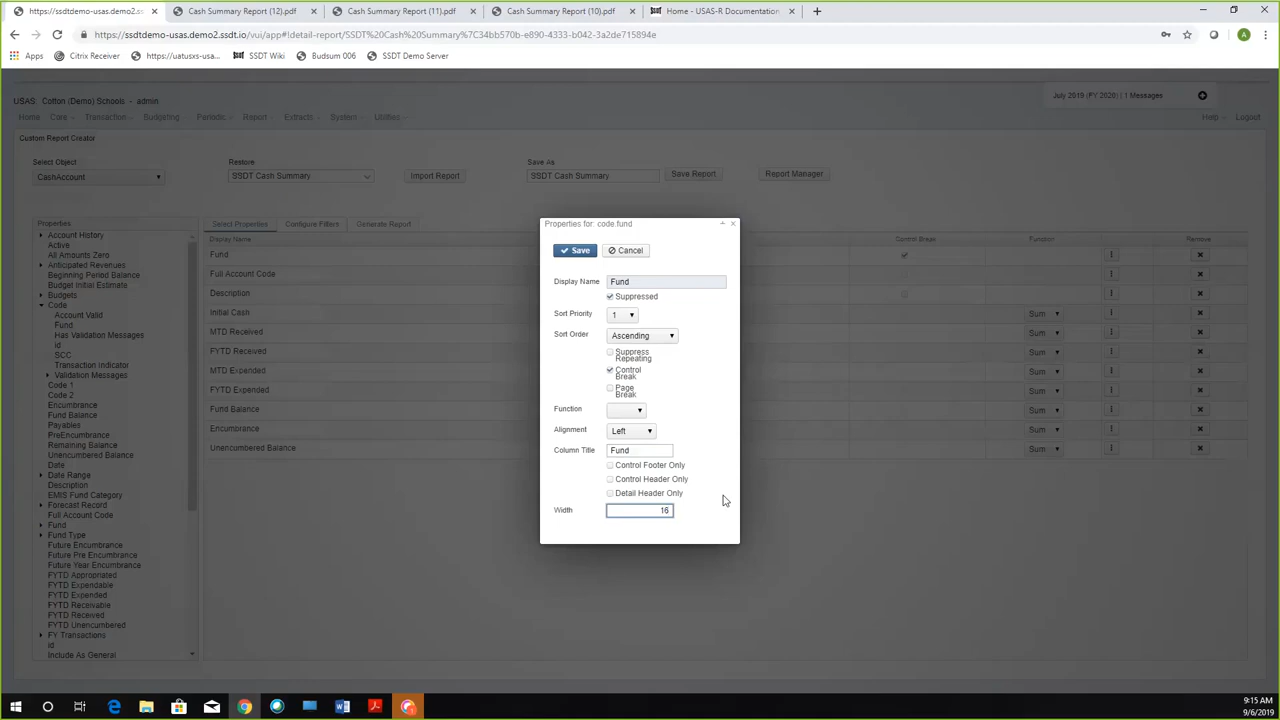 https://ssdtdemo-usas.demo2.ss
Cash Summary Report (12).pdf
Cash Summary Report (11).pdf
Cash Summary Report (10).pdf
Home - USAS-R Documentation
https://ssdtdemo-usas.demo2.ssdt.io/vui/app#!detail-report/SSDT%20Cash%20Summary%7C34bb570b-e890-4333-b042-3a2de715894e
Apps Citrix Receiver https://uatusxs-usa... SSDT Wiki Budsum 006 SSDT Demo Server
USAS: Cotton (Demo) Schools - admin
July 2019 (FY 2020) | 1 Messages
Home Core Transaction Budgeting Periodic Report Extracts System Utilities Help Logout
Custom Report Creator
Select Object
Restore
Save As
CashAccount SSDT Cash Summary Import Report SSDT Cash Summary Save Report Report Manager
Properties
Account History
Active
All Amounts Zero
Anticipated Revenues
Beginning Period Balance
Budget Initial Estimate
Budgets
Code
Account Valid
Fund
Has Validation Messages
Id
SCC
Transaction Indicator
Validation Messages
Code 1
Code 2
Encumbrance
Fund Balance
Payables
PreEncumbrance
Remaining Balance
Unencumbered Balance
Date
Date Range
Description
EMIS Fund Category
Forecast Record
Full Account Code
Fund
Fund Type
Future Encumbrance
Future Pre Encumbrance
Future Year Encumbrance
FYTD Appropriated
FYTD Expendable
FYTD Expended
FYTD Receivable
FYTD Received
FYTD Unencumbered
FY Transactions
Id
Include As General
Select Properties Configure Filters Generate Report
Display Name Control Break Function Remove
Fund
Full Account Code
Description
Initial Cash Sum
MTD Received Sum
FYTD Received Sum
MTD Expended Sum
FYTD Expended Sum
Fund Balance Sum
Encumbrance Sum
Unencumbered Balance Sum
Properties for: code.fund
Save Cancel
Display Name Fund
Suppressed
Sort Priority 1
Sort Order Ascending
Suppress Repeating
Control Break
Page Break
Function
Alignment Left
Column Title Fund
Control Footer Only
Control Header Only
Detail Header Only
Width 16
9:15 AM
9/6/2019